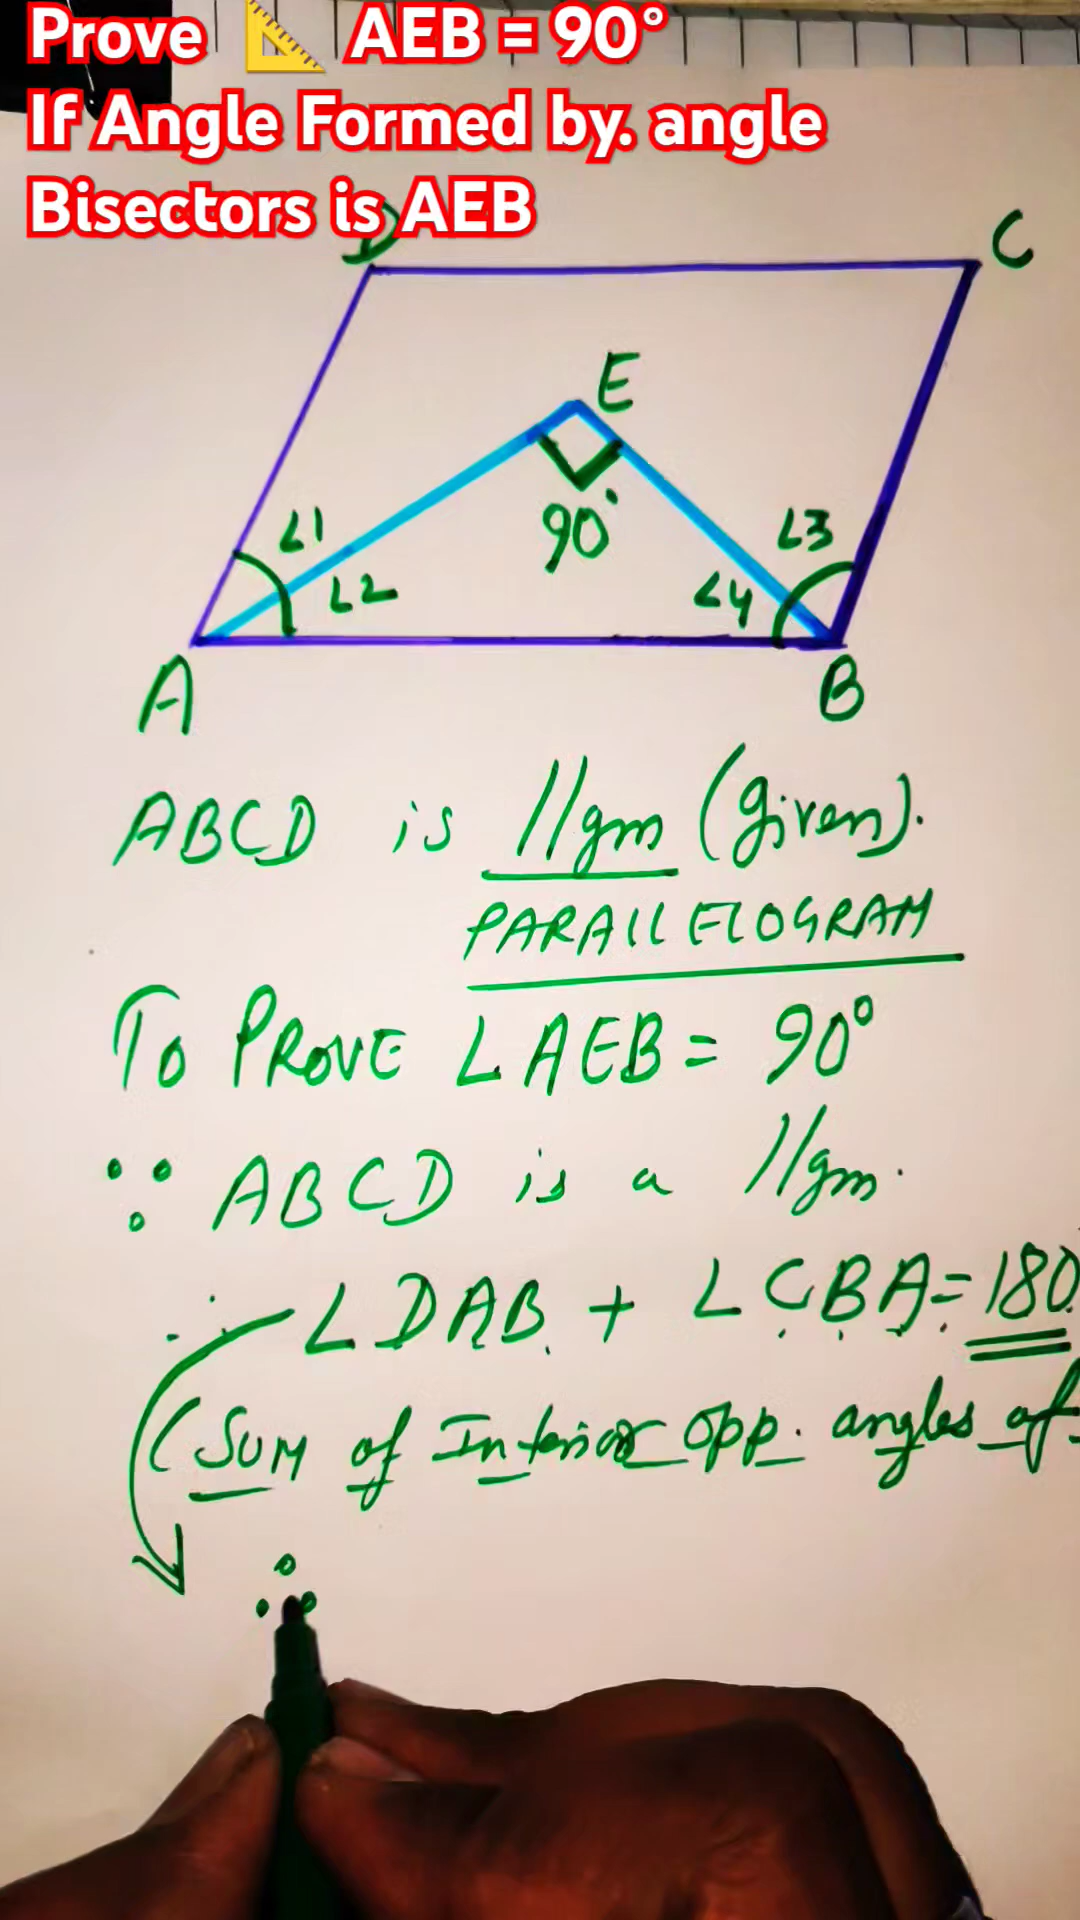 Prove 📐 AEB = 90°
If Angle Formed by. angle
Bisectors is AEB
D C
E
∠1 90° ∠3
∠2 ∠4
A B
ABCD is //gm (given).
PARALLELOGRAM
TO PROVE ∠AEB = 90°
∵ ABCD is a //gm.
∴ ∠DAB + ∠CBA = 180
(SUM of Interior opp. angles of
∴